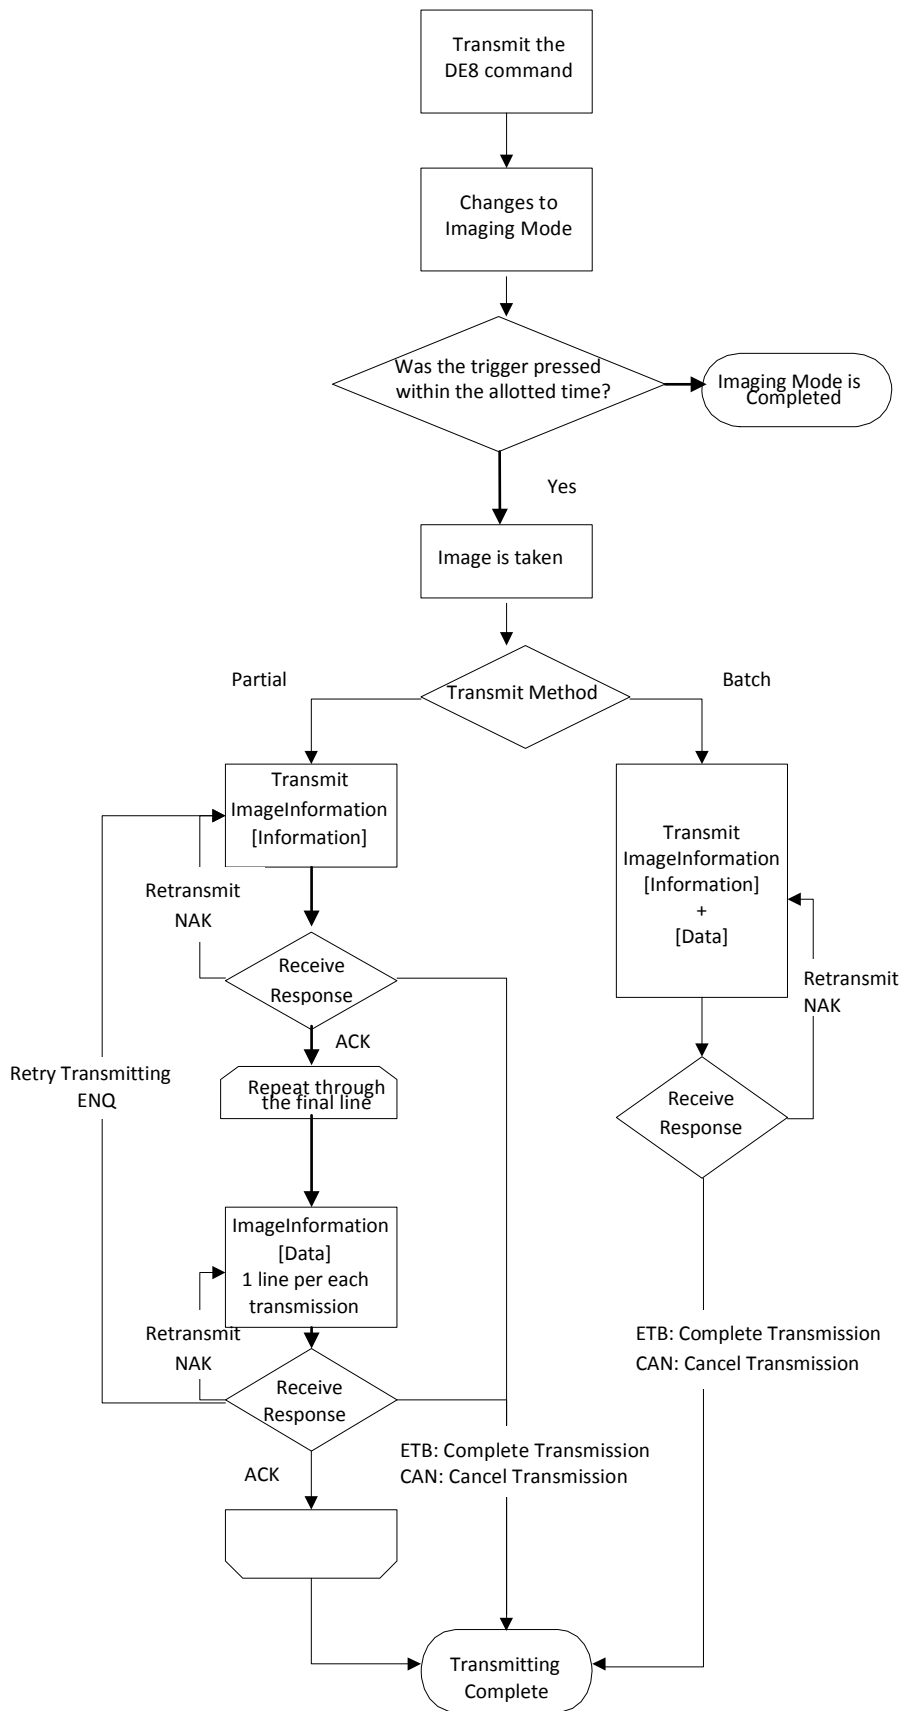 Transmit the
DE8 command
Changes to
Imaging Mode
Was the trigger pressed
within the allotted time?
Imaging Mode is
Completed
Yes
Image is taken
Partial
Transmit Method
Batch
Transmit
ImageInformation
[Information]
Retransmit
NAK
Receive
Response
ACK
Retry Transmitting
ENQ
Repeat through
the final line
ImageInformation
[Data]
1 line per each
transmission
Retransmit
NAK
Receive
Response
ACK
ETB: Complete Transmission
CAN: Cancel Transmission
Transmit
ImageInformation
[Information]
+
[Data]
Retransmit
NAK
Receive
Response
ETB: Complete Transmission
CAN: Cancel Transmission
Transmitting
Complete